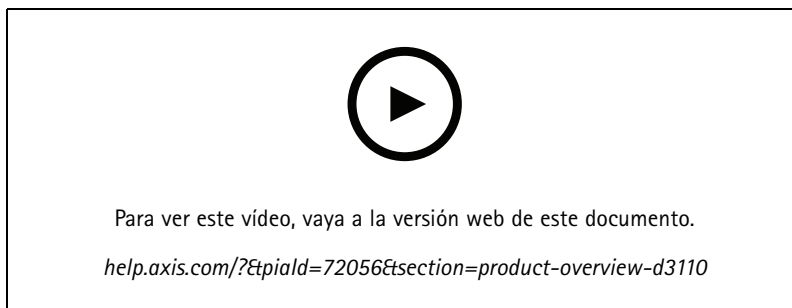 Para ver este vídeo, vaya a la versión web de este documento.
help.axis.com/?&piaId=72056&section=product-overview-d3110